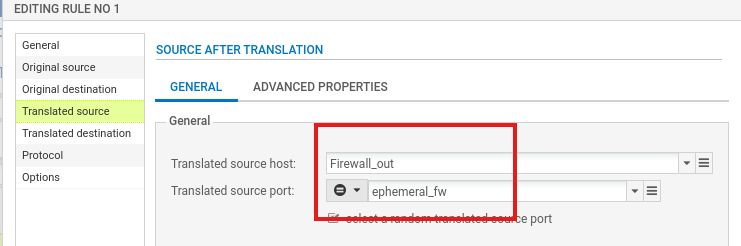 EDITING RULE NO 1
General
Original source
Original destination
Translated source
Translated destination
Protocol
Options
SOURCE AFTER TRANSLATION
GENERAL ADVANCED PROPERTIES
General
Translated source host: Firewall_out
Translated source port: ephemeral_fw
select a random translated source port